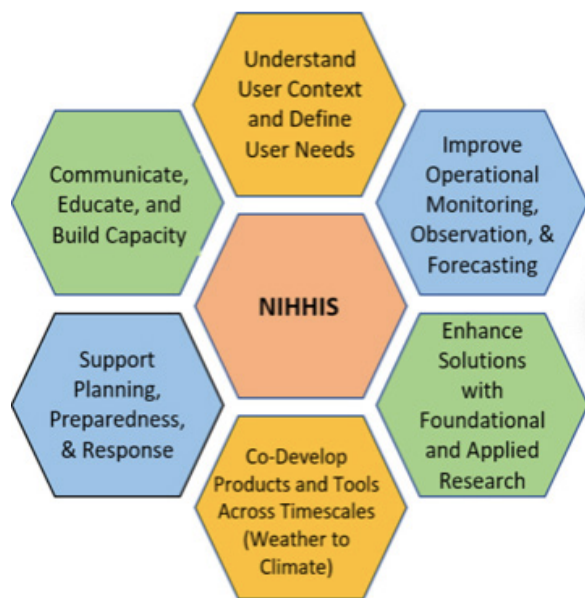 Understand
User Context
and Define
User Needs
Improve
Operational
Monitoring,
Observation, &
Forecasting
Enhance
Solutions
with
Foundational
and Applied
Research
Co-Develop
Products and Tools
Across Timescales
(Weather to
Climate)
Support
Planning,
Preparedness,
& Response
Communicate,
Educate, and
Build Capacity
NIHHIS